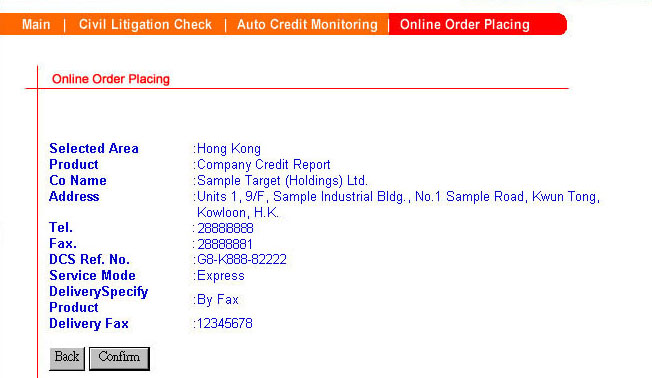 Main | Civil Litigation Check | Auto Credit Monitoring | Online Order Placing
Online Order Placing
Selected Area :Hong Kong
Product :Company Credit Report
Co Name :Sample Target (Holdings) Ltd.
Address :Units 1, 9/F, Sample Industrial Bldg., No.1 Sample Road, Kwun Tong,
Kowloon, H.K.
Tel. :28888888
Fax. :28888881
DCS Ref. No. :G8-K888-82222
Service Mode :Express
DeliverySpecify
Product :By Fax
Delivery Fax :12345678
Back Confirm